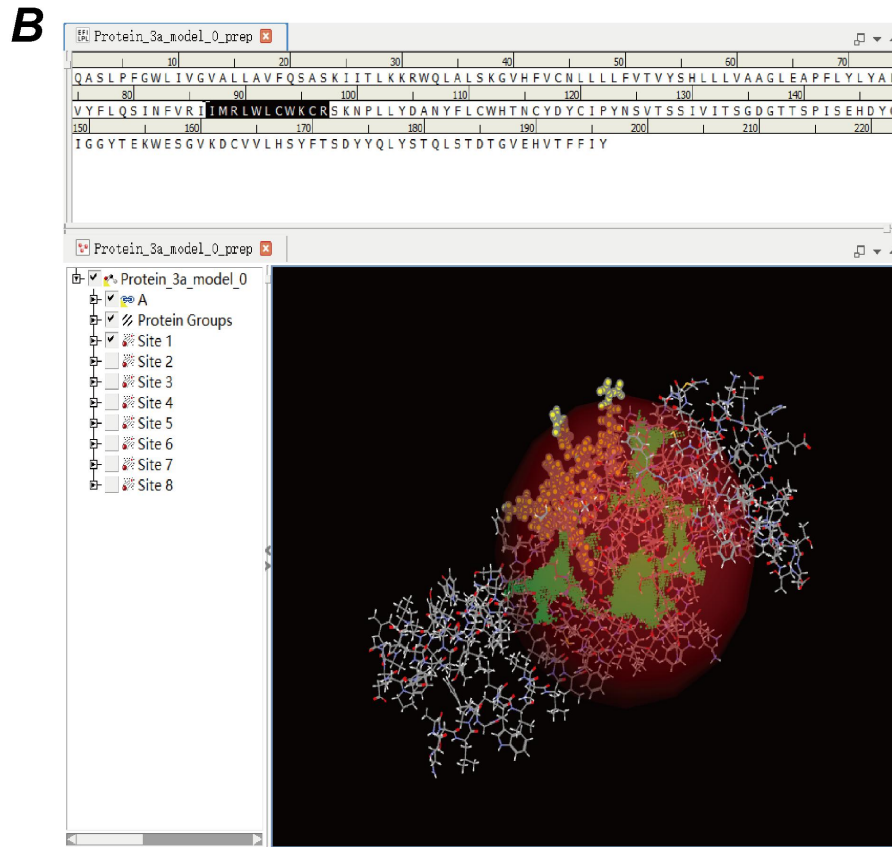 B
Protein_3a_model_0_prep
10 20 30 40 50 60 70
QASLPFGWLIVGVALLAVFQSASKIITLKKRWQLALSKGVHFVCNLLLLFVTVYSHLLLVAAGLEAPFLYLYA
80 90 100 110 120 130 140
VYFLQSINFVRIIMRLWLCWKCRSKNPLLYDANYFLCWHTNCYDYCIPYNSVTSSIVITSGDGTTSPISEHDY
150 160 170 180 190 200 210 220
IGGYTEKWESGVKDCVVLHSYFTSDYYQLYSTQLSTDTGVEHVTFFIY
Protein_3a_model_0_prep
Protein_3a_model_0
A
Protein Groups
Site 1
Site 2
Site 3
Site 4
Site 5
Site 6
Site 7
Site 8